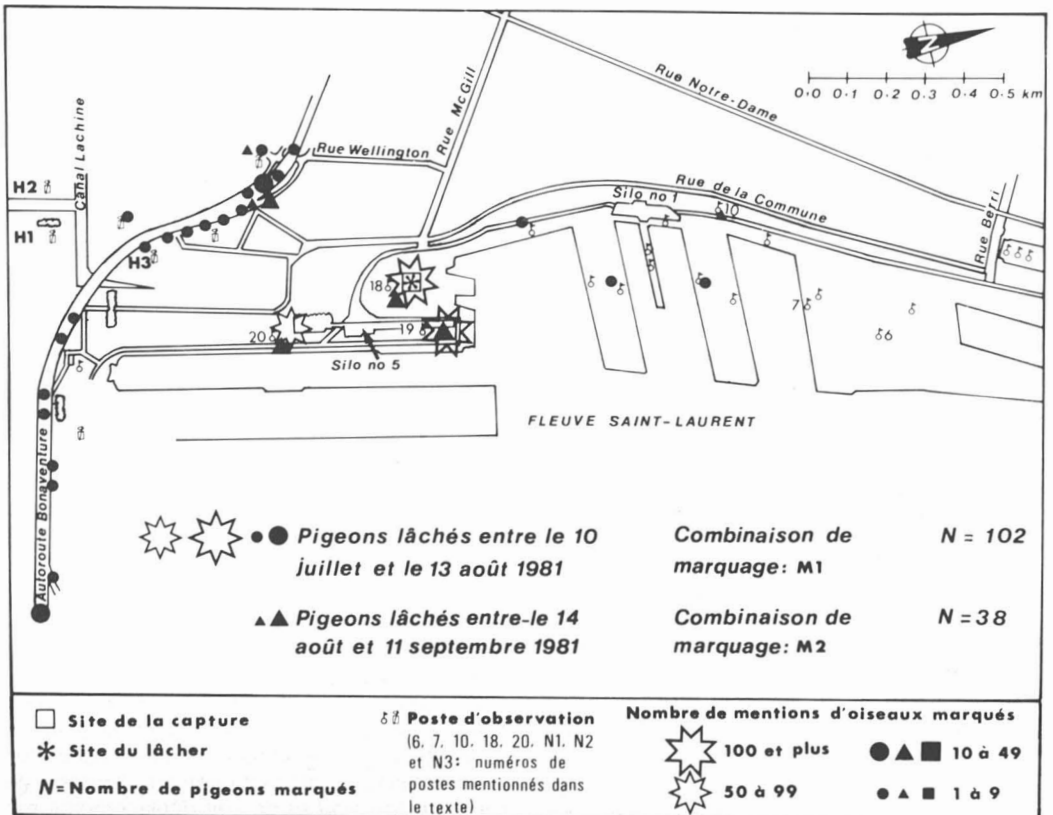 Rue Notre-Dame
0.0 0.1 0.2 0.3 0.4 0.5 km
N
Canal Lachine
Rue McGill
Rue Wellington
Rue de la Commune
Silo no 1
10
Rue Berri
H2
H1
H3
18
20
19
7
6
Silo no 5
FLEUVE SAINT-LAURENT
Autoroute Bonaventure
Pigeons lâchés entre le 10 Combinaison de N = 102
juillet et le 13 août 1981 marquage: M1
Pigeons lâchés entre-le 14 Combinaison de N = 38
août et 11 septembre 1981 marquage: M2
Site de la capture
Site du lâcher
N = Nombre de pigeons marqués
Poste d'observation
(6, 7, 10, 18, 20, N1, N2
et N3: numéros de
postes mentionnés dans
le texte)
Nombre de mentions d'oiseaux marqués
100 et plus 10 à 49
50 à 99 1 à 9